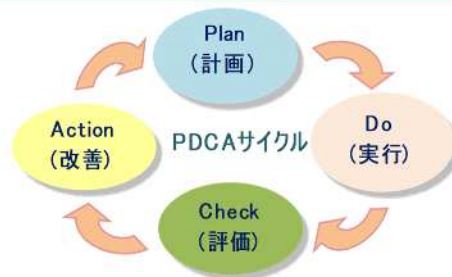 Plan
(計画)
Do
(実行)
Check
(評価)
Action
(改善)
PDCAサイクル